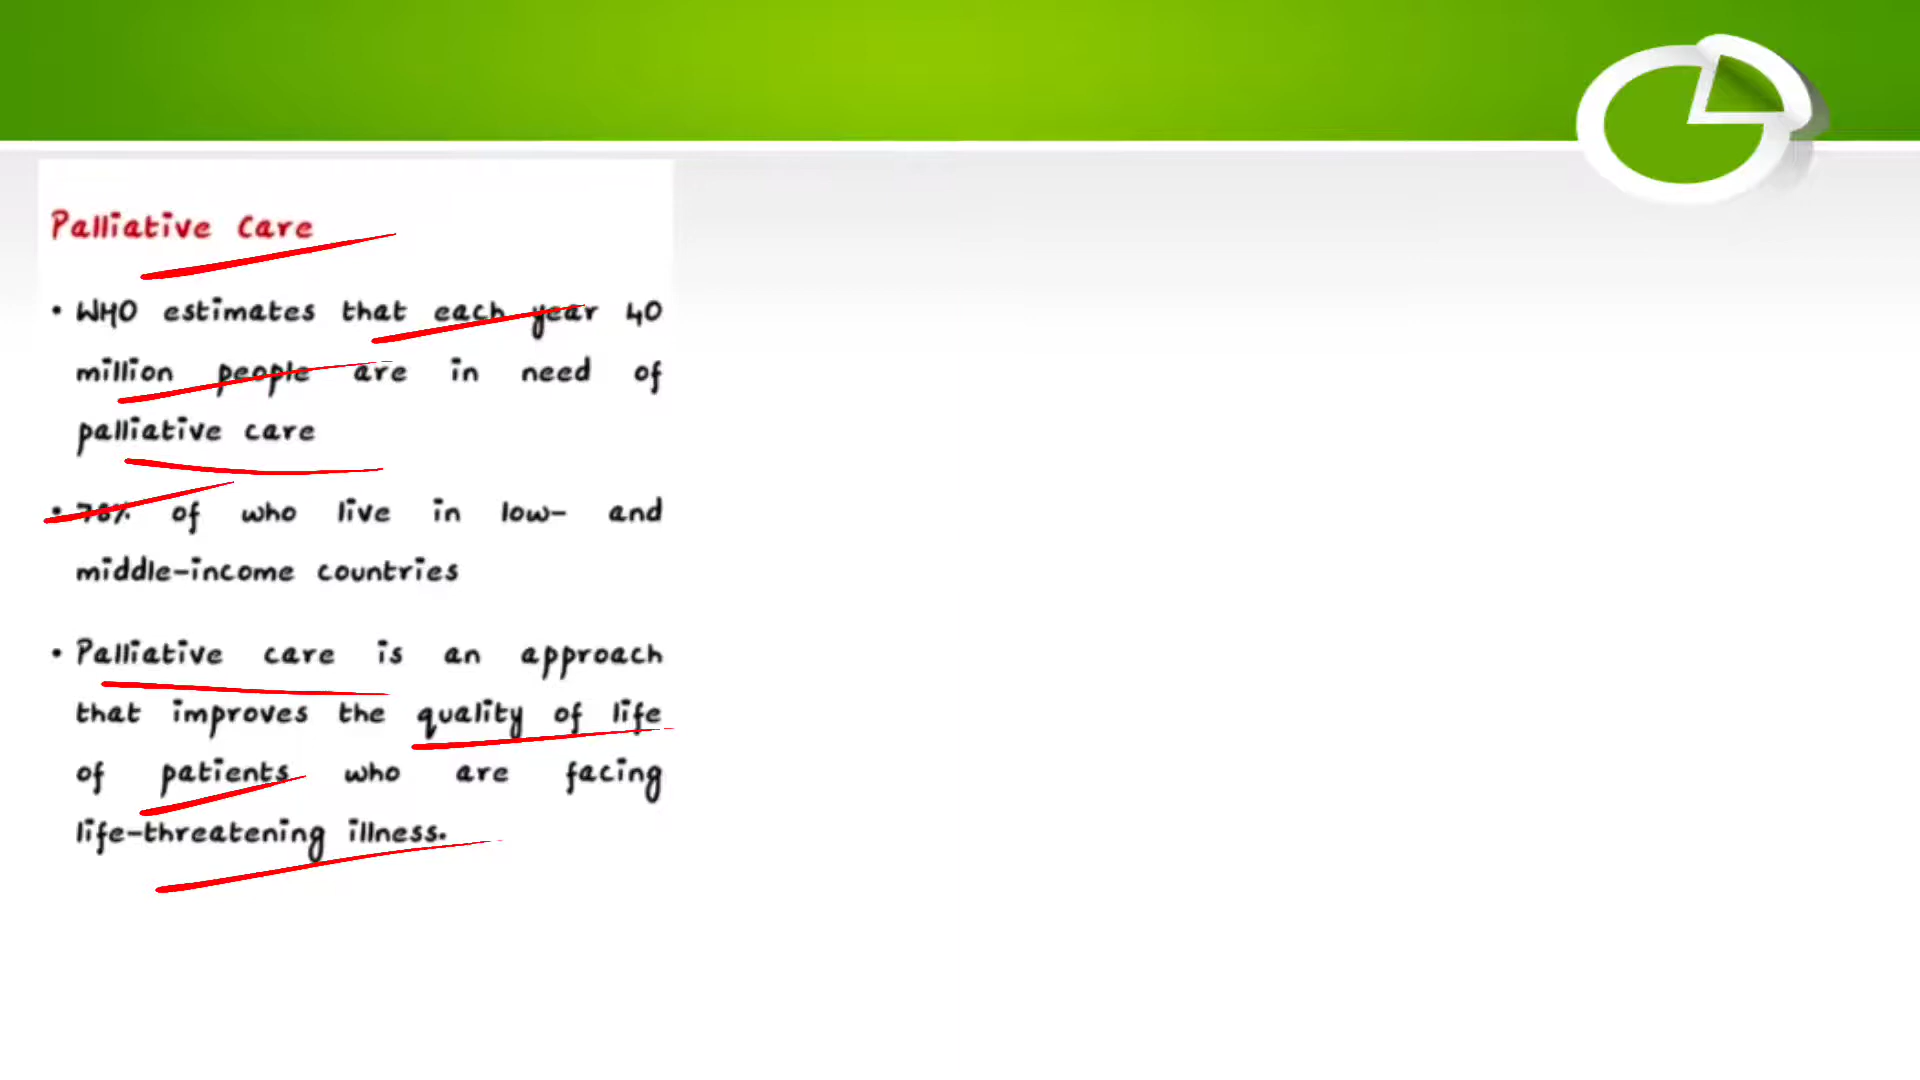 Palliative Care
• WHO estimates that each year 40
million people are in need of
palliative care
• 78% of who live in low- and
middle-income countries
• Palliative care is an approach
that improves the quality of life
of patients who are facing
life-threatening illness.